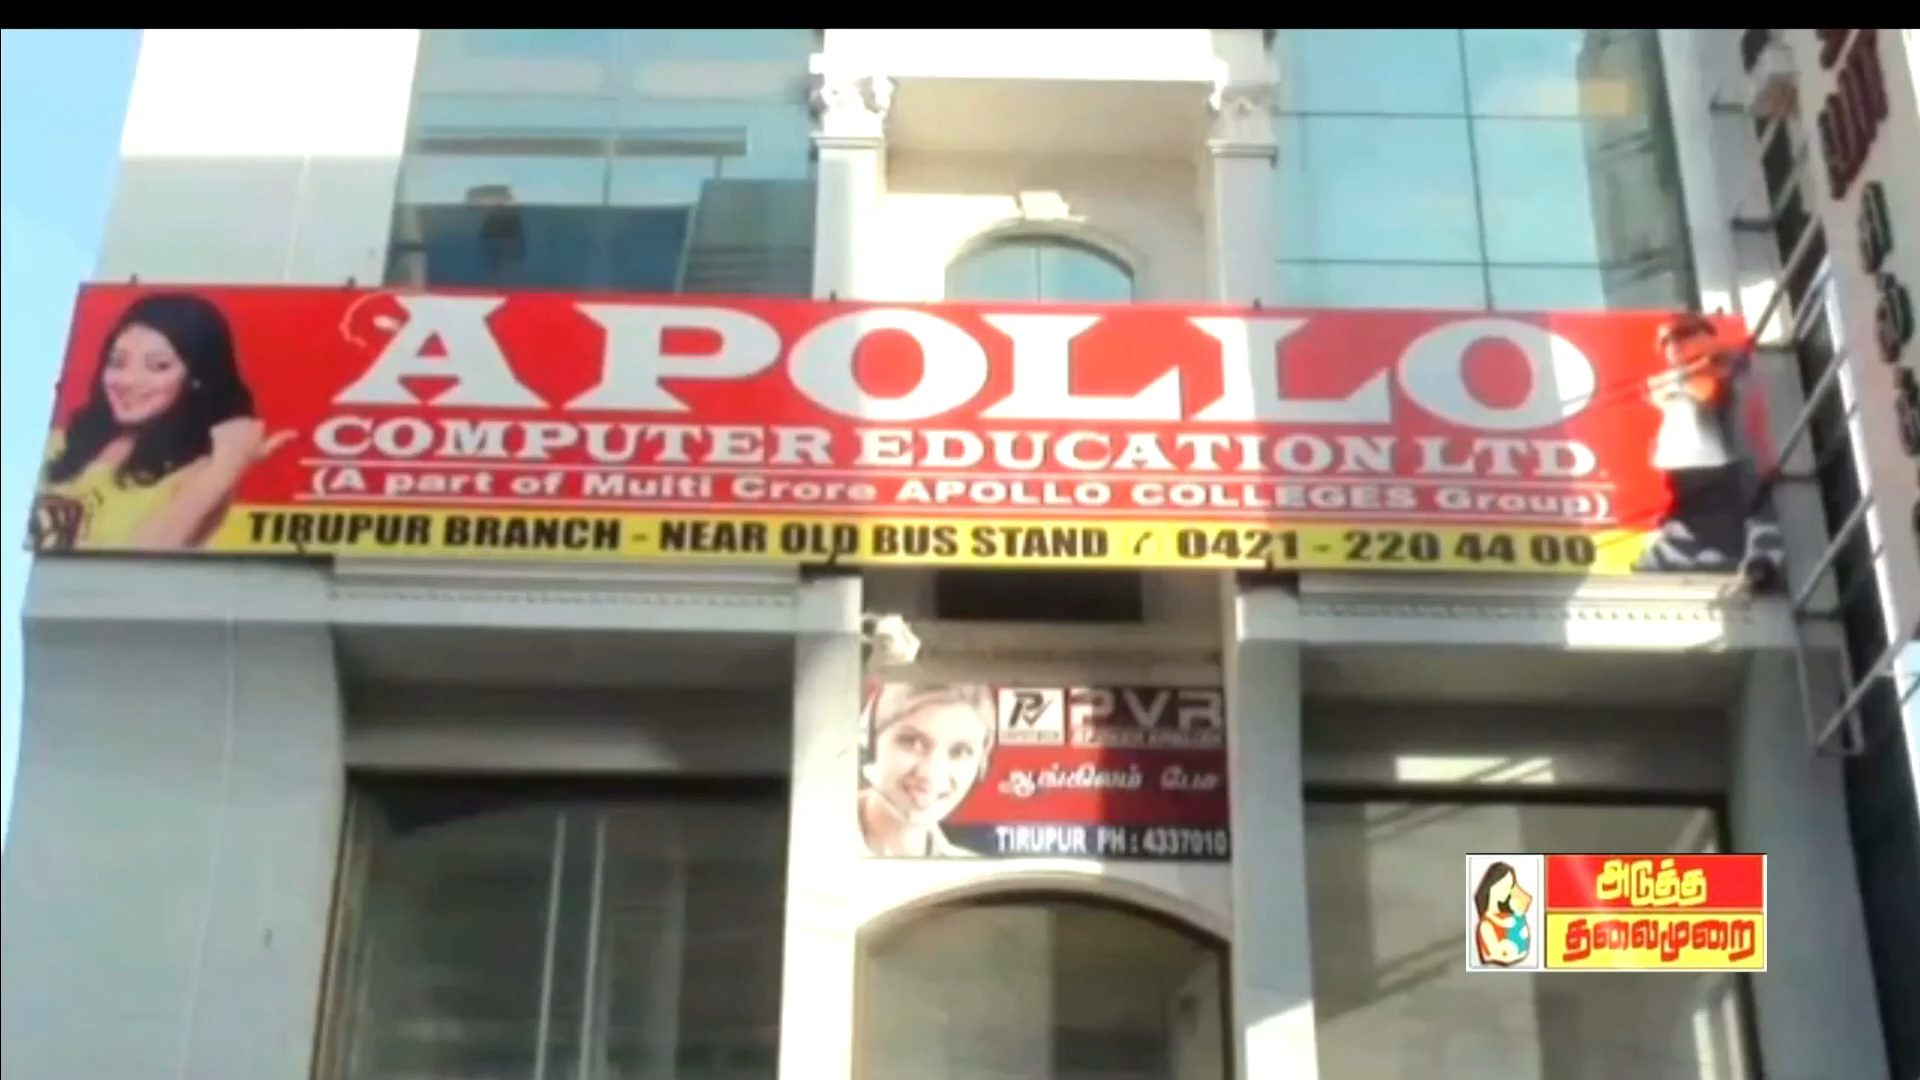 APOLLO
COMPUTER EDUCATION LTD.
(A part of Multi Crore APOLLO COLLEGES Group)
TIRUPUR BRANCH - NEAR OLD BUS STAND 0421 - 220 44 00
PVR
ஆங்கிலம் பேச
TIRUPUR PH : 4337010
அடுத்த
தலைமுறை